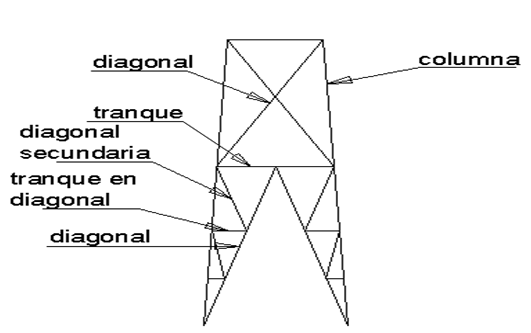 diagonal
columna
tranque
diagonal
secundaria
tranque en
diagonal
diagonal